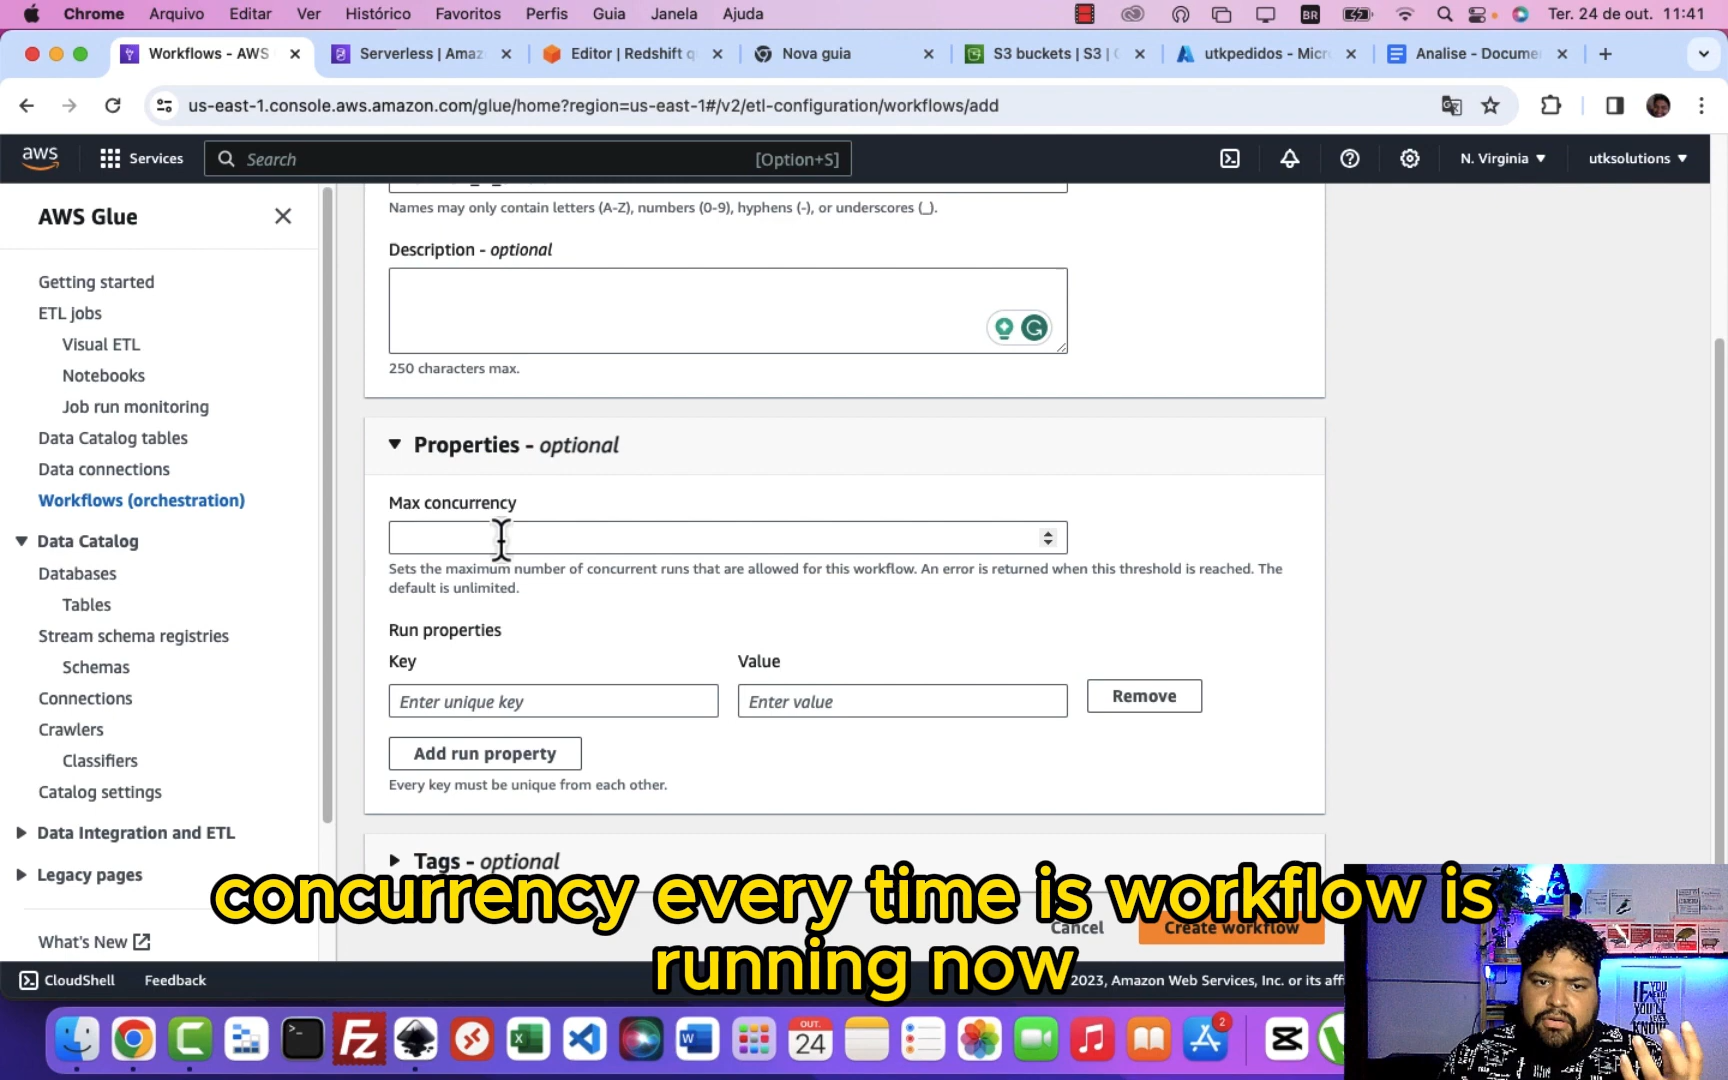 Chrome Arquivo Editar Ver Histórico Favoritos Perfis Guia Janela Ajuda BR Ter. 24 de out. 11:41
Workflows - AWS Serverless | Amaz Editor | Redshift q Nova guia S3 buckets | S3 | utkpedidos - Micr Analise - Docume
us-east-1.console.aws.amazon.com/glue/home?region=us-east-1#/v2/etl-configuration/workflows/add
aws Services Search [Option+S] N. Virginia utksolutions
AWS Glue
Names may only contain letters (A-Z), numbers (0-9), hyphens (-), or underscores (_).
Description - optional
Getting started
ETL jobs
Visual ETL
Notebooks
250 characters max.
Job run monitoring
Data Catalog tables
Properties - optional
Data connections
Workflows (orchestration)
Max concurrency
Data Catalog
Databases
Sets the maximum number of concurrent runs that are allowed for this workflow. An error is returned when this threshold is reached. The
default is unlimited.
Tables
Stream schema registries
Run properties
Schemas
Key Value
Connections
Enter unique key Enter value Remove
Crawlers
Classifiers
Add run property
Catalog settings
Every key must be unique from each other.
Data Integration and ETL
Tags - optional
Legacy pages
concurrency every time is workflow is
running now
What's New
Cancel Create workflow
CloudShell Feedback 2023, Amazon Web Services, Inc. or its affi
IF YOU
YOU'LL
KNOW
OUT.
24
2